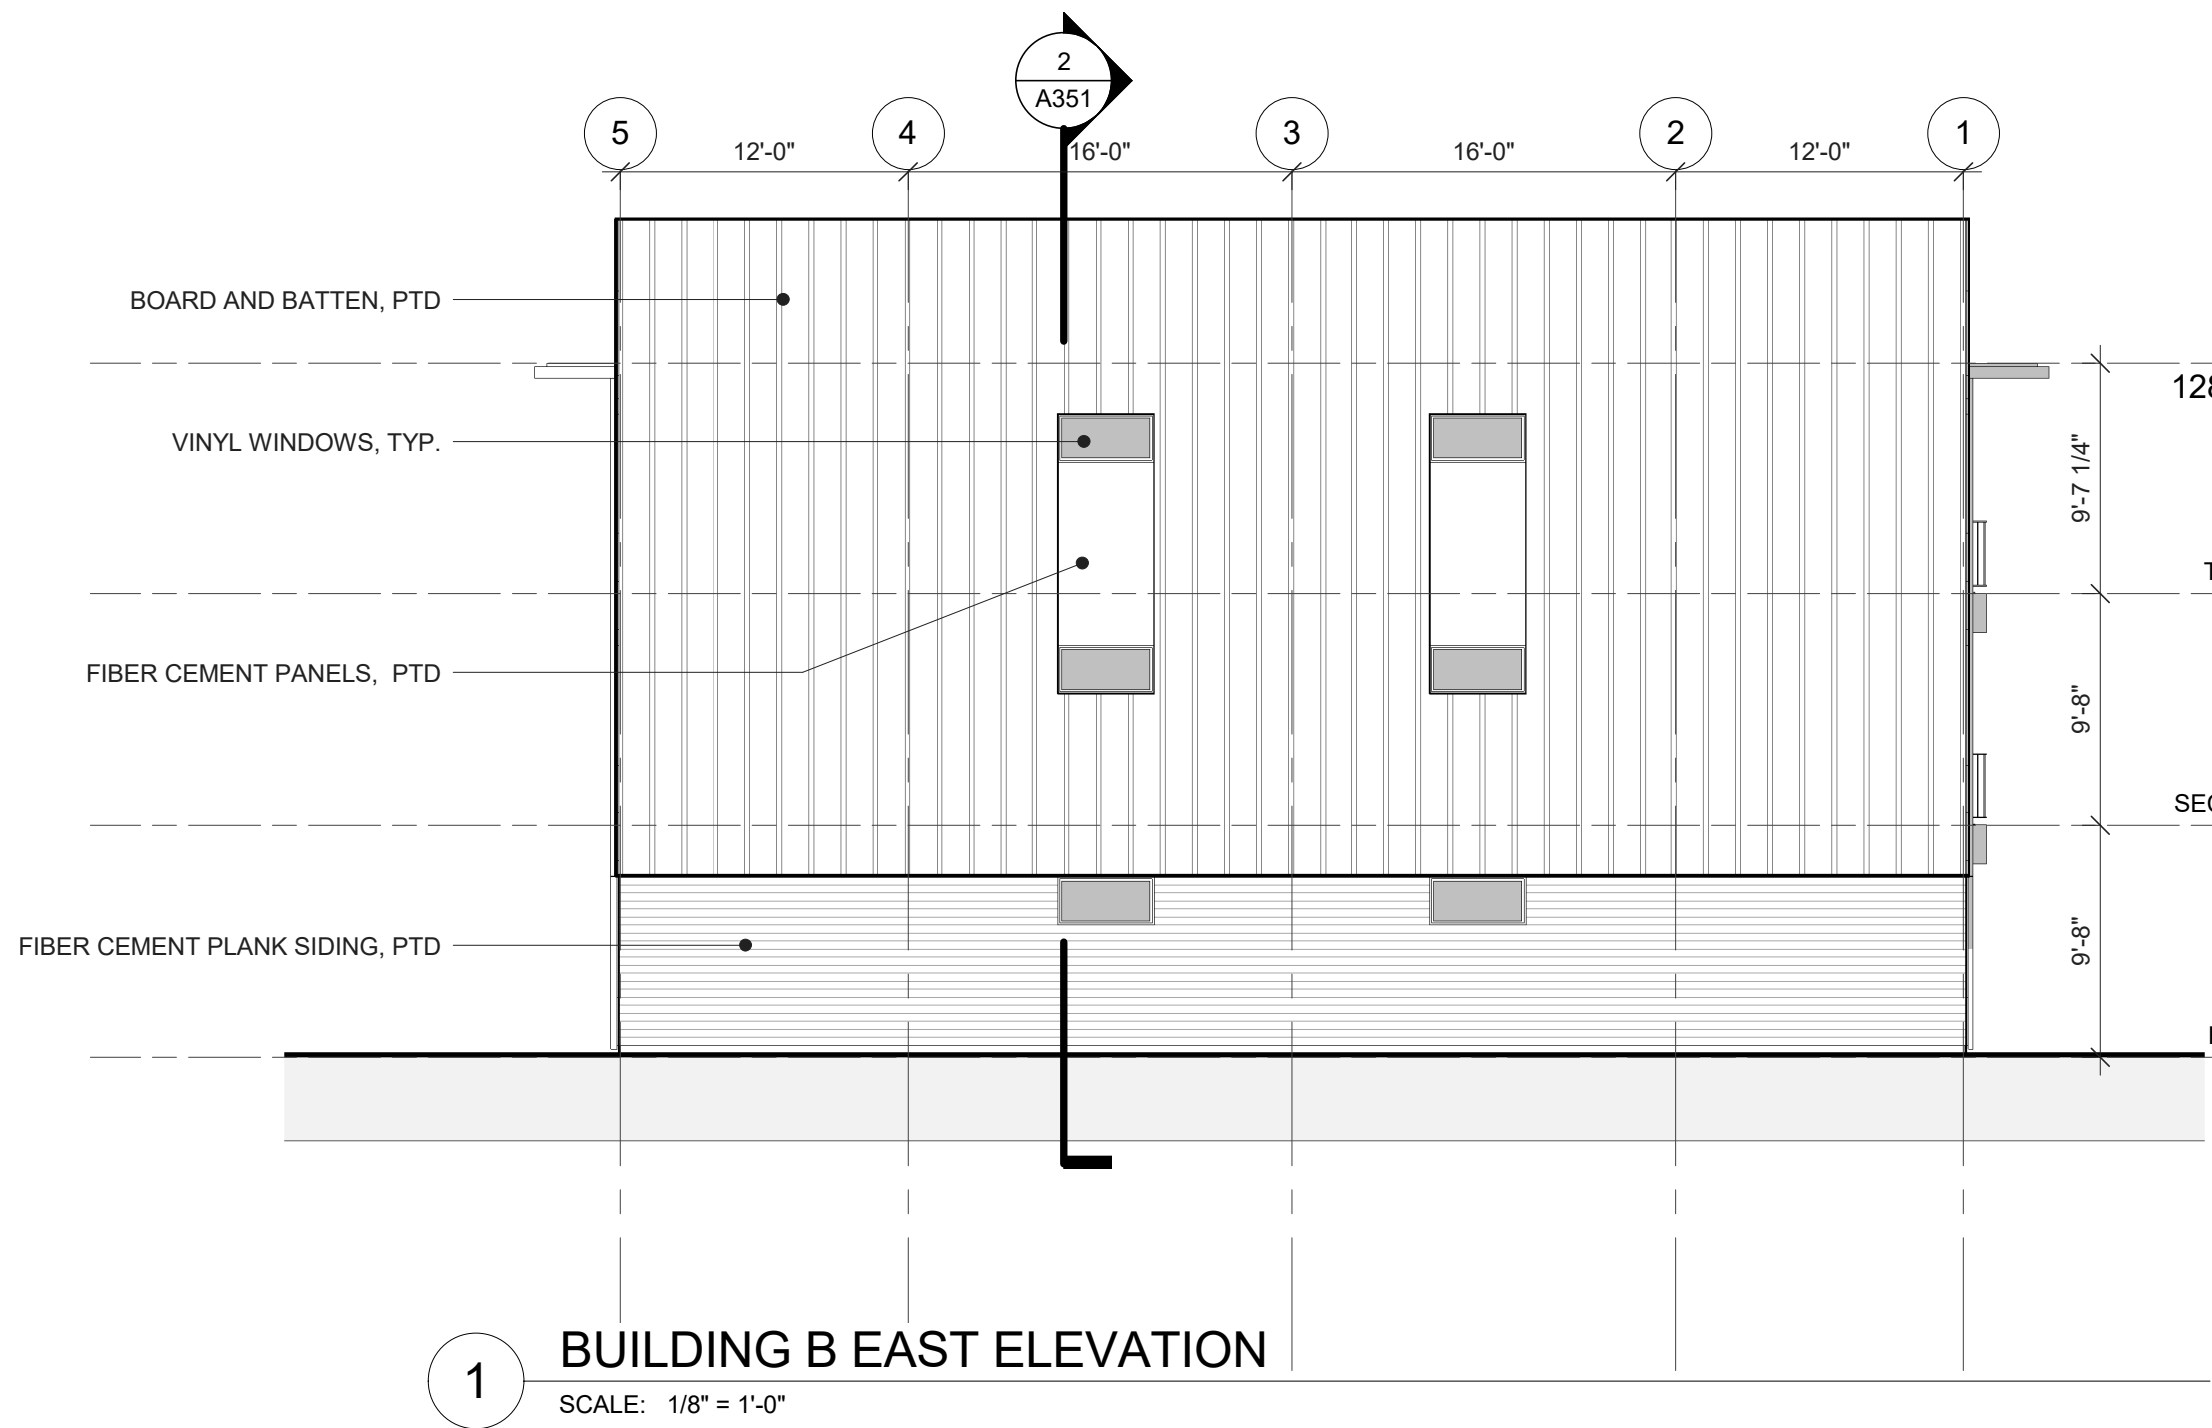 2
A351
5
4
3
2
1
12'-0"
16'-0"
16'-0"
12'-0"
BOARD AND BATTEN, PTD
128
VINYL WINDOWS, TYP.
9'-7 1/4"
T
FIBER CEMENT PANELS, PTD
9'-8"
SEC
FIBER CEMENT PLANK SIDING, PTD
9'-8"
1
BUILDING B EAST ELEVATION
SCALE: 1/8" = 1'-0"